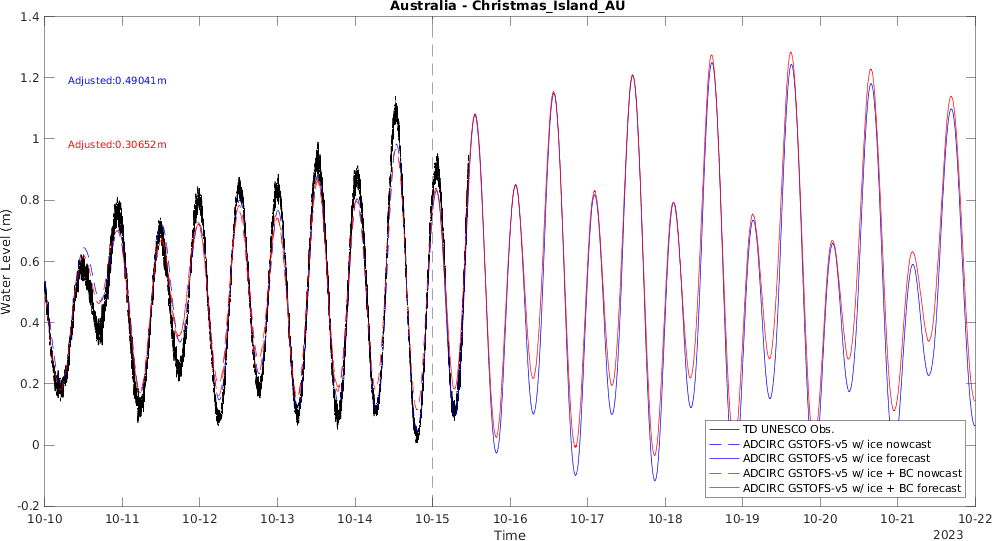 Australia - Christmas_Island_AU
1.4
1.2
1
0.8
0.6
0.4
0.2
0
-0.2
Water Level (m)
Adjusted:0.49041m
Adjusted:0.30652m
TD UNESCO Obs.
ADCIRC GSTOFS-v5 w/ ice nowcast
ADCIRC GSTOFS-v5 w/ ice forecast
ADCIRC GSTOFS-v5 w/ ice + BC nowcast
ADCIRC GSTOFS-v5 w/ ice + BC forecast
10-10 10-11 10-12 10-13 10-14 10-15 10-16 10-17 10-18 10-19 10-20 10-21 10-22
Time
2023